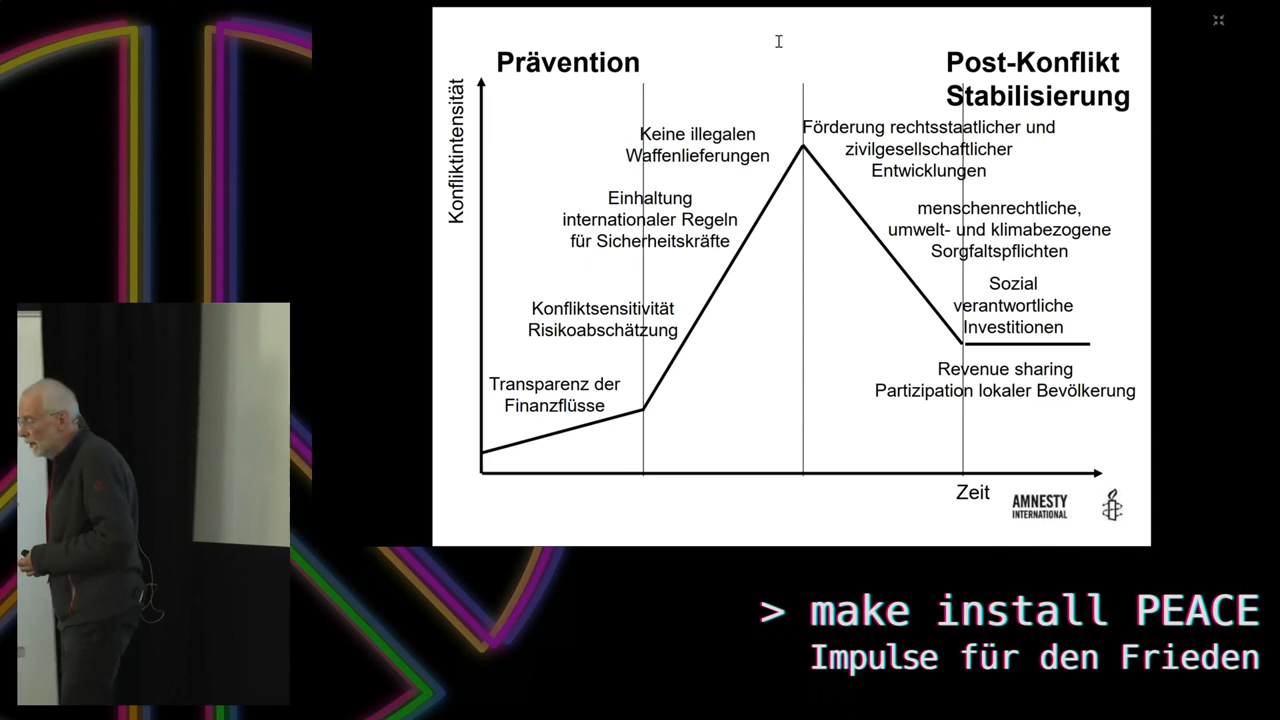 Prävention
Post-Konflikt
Stabilisierung
Konfliktintensität
Keine illegalen
Waffenlieferungen
Förderung rechtsstaatlicher und
zivilgesellschaftlicher
Entwicklungen
Einhaltung
internationaler Regeln
für Sicherheitskräfte
menschenrechtliche,
umwelt- und klimabezogene
Sorgfaltspflichten
Konfliktsensitivität
Risikoabschätzung
Sozial
verantwortliche
Investitionen
Transparenz der
Finanzflüsse
Revenue sharing
Partizipation lokaler Bevölkerung
Zeit
AMNESTY
INTERNATIONAL
> make install PEACE
Impulse für den Frieden